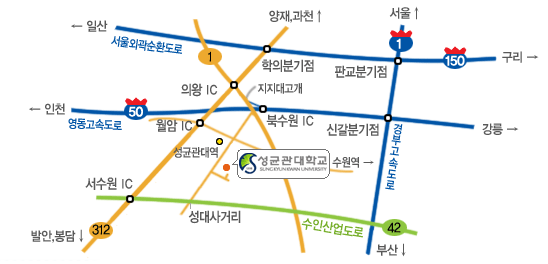 양재,과천↑
서울↑
← 일산
서울외곽순환도로
1
1
학의분기점
판교분기점
150
구리 →
의왕 IC
지지대고개
← 인천
50
영동고속도로
월암 IC
북수원 IC
신갈분기점
강릉 →
경부고속도로
성균관대역
성균관대학교
SUNGKYUNKWAN UNIVERSITY
수원역 →
서수원 IC
성대사거리
수인산업도로
42
312
발안,봉담↓
부산↓